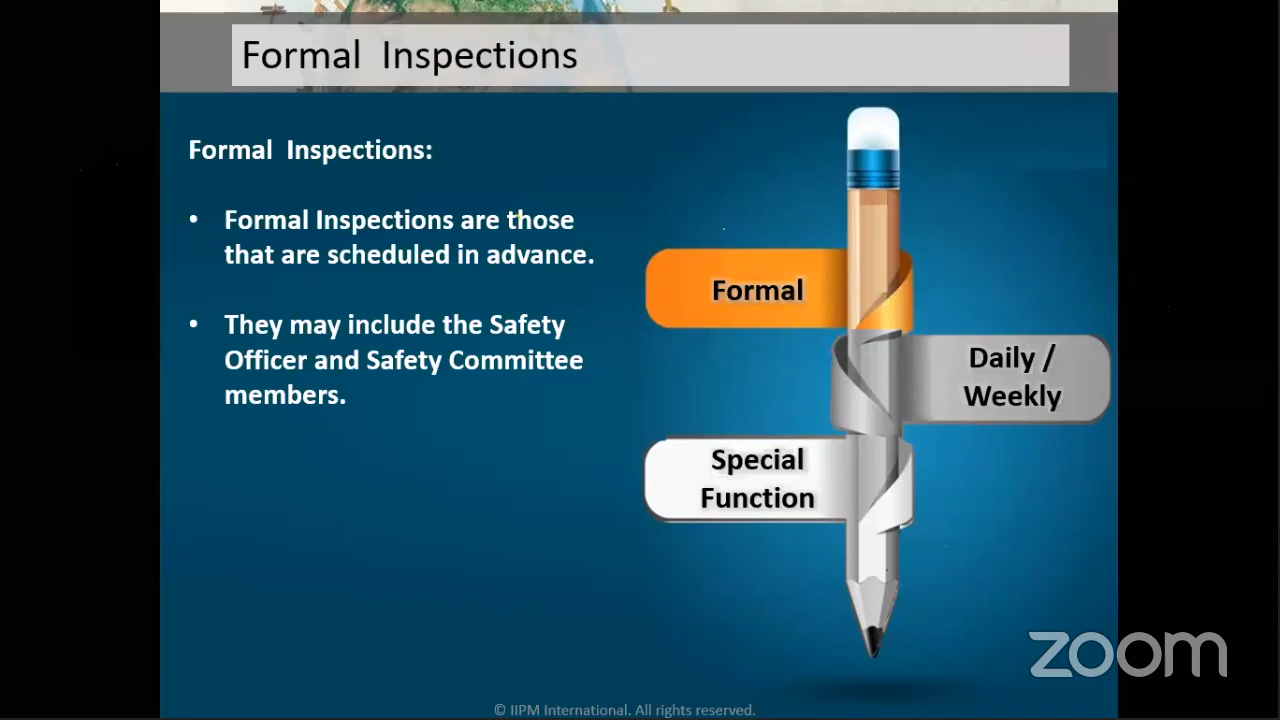 Formal Inspections
Formal Inspections:
• Formal Inspections are those
that are scheduled in advance.
• They may include the Safety
Officer and Safety Committee
members.
Formal
Daily /
Weekly
Special
Function
zoom
© IIPM International. All rights reserved.